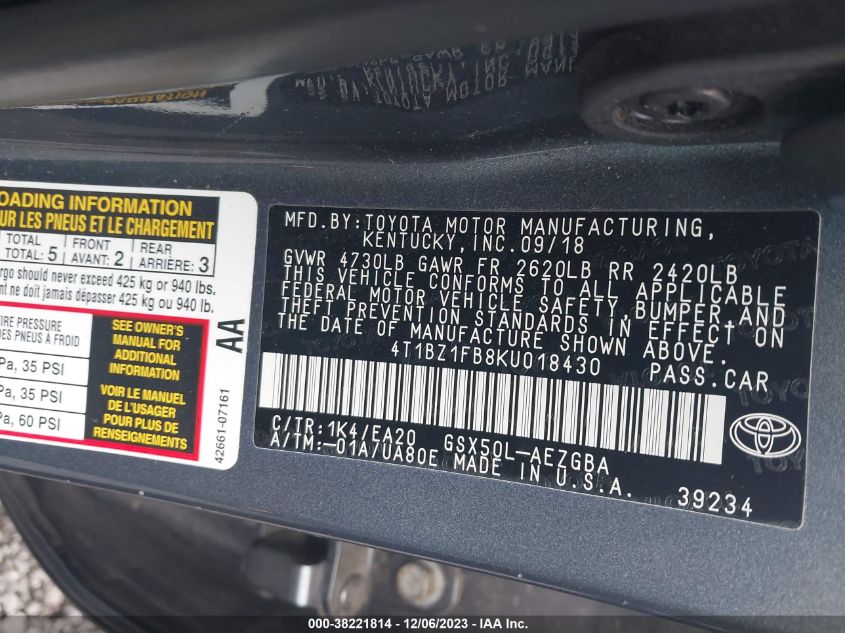 OADING INFORMATION
UR LES PNEUS ET LE CHARGEMENT
TOTAL FRONT REAR
TOTAL: 5 AVANT: 2 ARRIÈRE: 3
rgo should never exceed 425 kg or 940 lbs.
nt ne doit jamais dépasser 425 kg ou 940 lb.
IRE PRESSURE
DES PNEUS À FROID
Pa, 35 PSI
Pa, 35 PSI
Pa, 60 PSI
SEE OWNER'S
MANUAL FOR
ADDITIONAL
INFORMATION
VOIR LE MANUEL
DE L'USAGER
POUR PLUS DE
RENSEIGNEMENTS
AA
42661-07161
MFD.BY:TOYOTA MOTOR MANUFACTURING,
KENTUCKY, INC.09/18
GVWR 4730LB GAWR FR 2620LB RR 2420LB
THIS VEHICLE CONFORMS TO ALL APPLICABLE
FEDERAL MOTOR VEHICLE SAFETY,BUMPER,AND
THEFT PREVENTION STANDARDS IN EFFECT ON
THE DATE OF MANUFACTURE SHOWN ABOVE.
4T1BZ1FB8KU018430 PASS.CAR
C/TR:1K4/EA20 GSX50L-AEZGBA
A/TM:-01A/UA80E MADE IN U.S.A.
39234
000-38221814 - 12/06/2023 - IAA Inc.